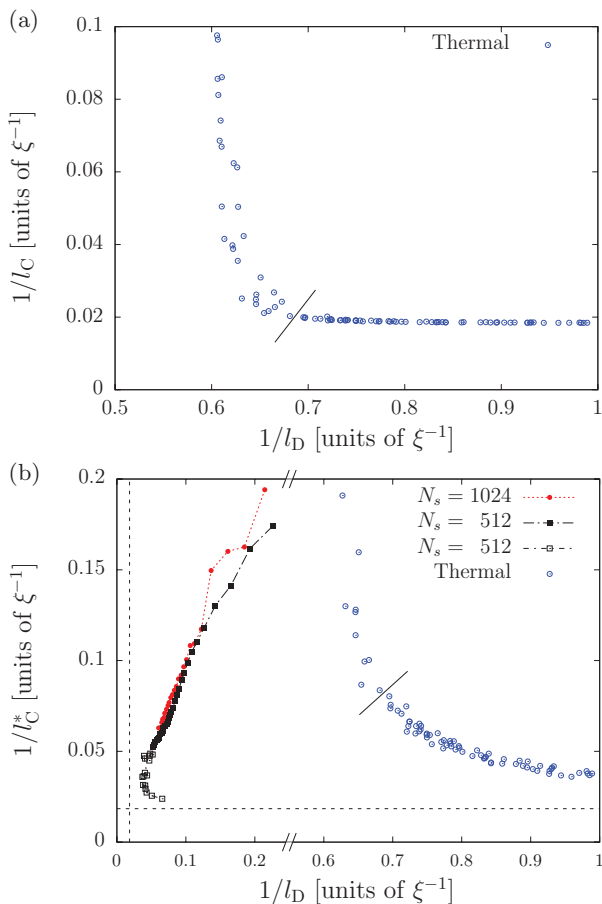 (a)
0.1
0.08
0.06
0.04
0.02
0
1/l_C [units of ξ⁻¹]
Thermal
0.5 0.6 0.7 0.8 0.9 1
1/l_D [units of ξ⁻¹]
(b)
0.2
0.15
0.1
0.05
0
1/l*_C [units of ξ⁻¹]
N_s = 1024
N_s = 512
N_s = 512
Thermal
0 0.1 0.2 0.6 0.7 0.8 0.9 1
1/l_D [units of ξ⁻¹]